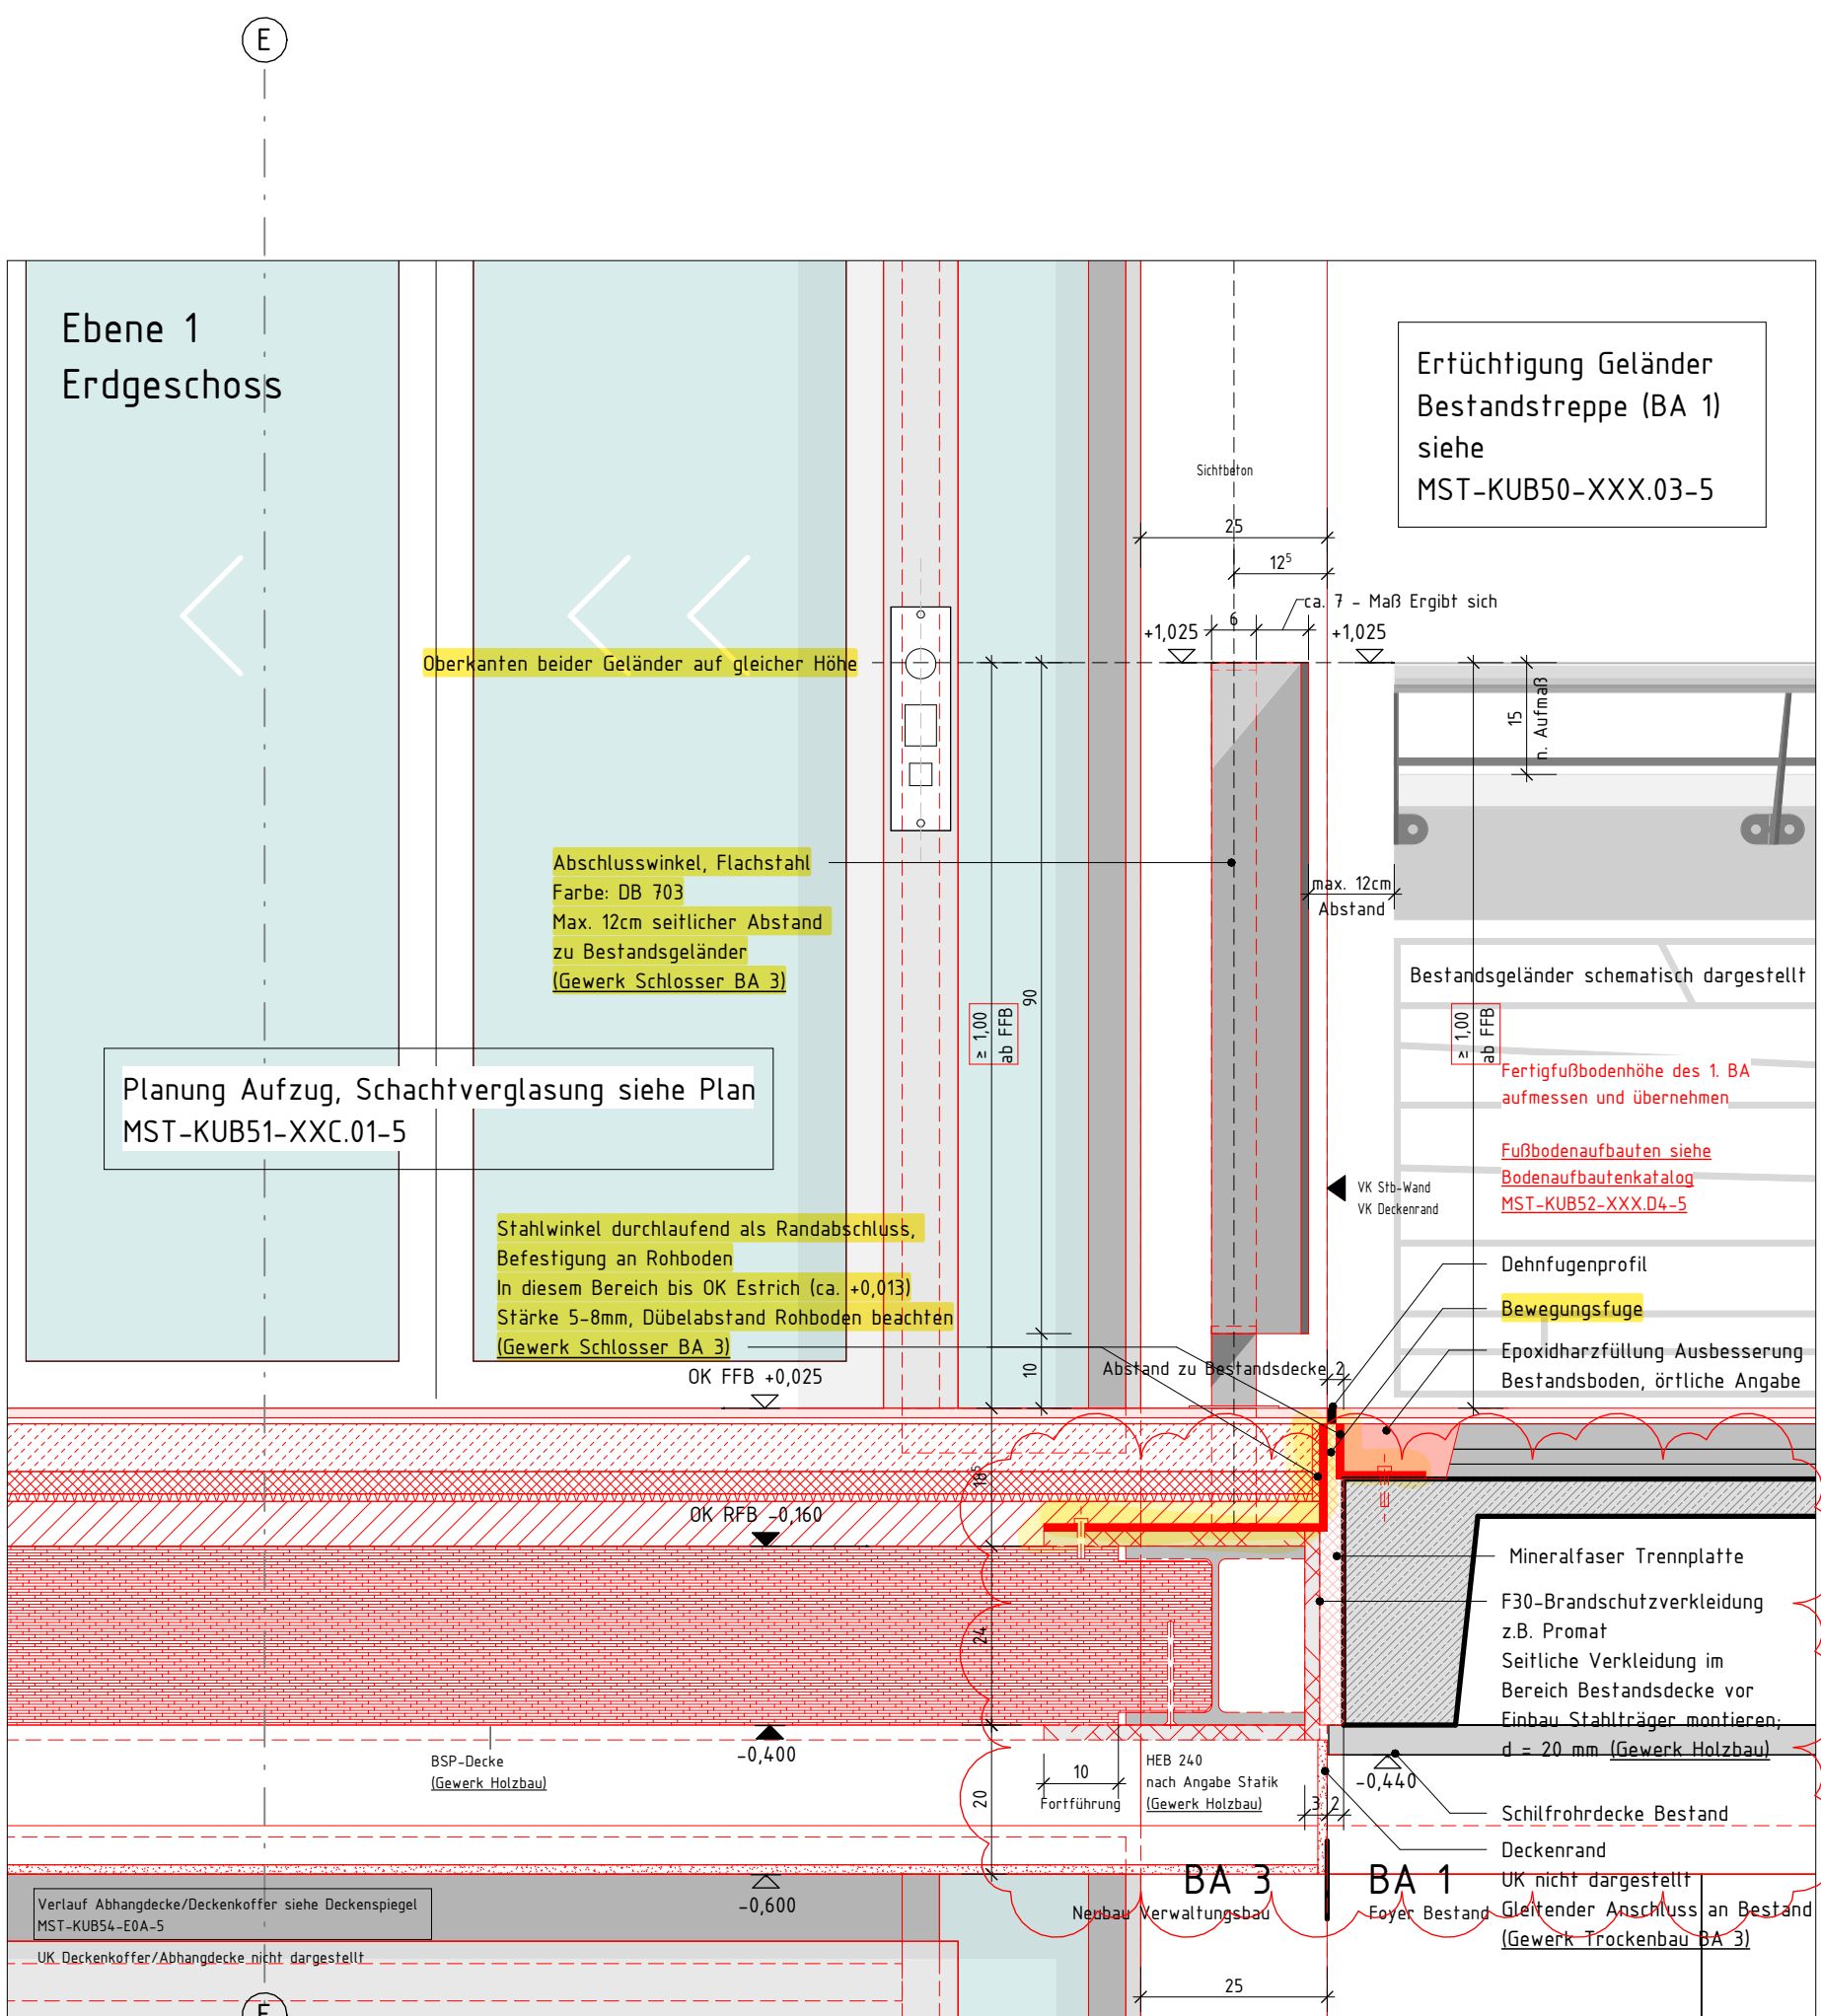 E
Ebene 1
Erdgeschoss
Ertüchtigung Geländer
Bestandstreppe (BA 1)
siehe
MST-KUB50-XXX.03-5
Sichtbeton
25
12⁵
ca. 7 - Maß Ergibt sich
6
+1,025
+1,025
Oberkanten beider Geländer auf gleicher Höhe
15
n. Aufmaß
Abschlusswinkel, Flachstahl
Farbe: DB 703
Max. 12cm seitlicher Abstand
zu Bestandsgeländer
(Gewerk Schlosser BA 3)
max. 12cm
Abstand
Bestandsgeländer schematisch dargestellt
90
≥ 1,00
ab FFB
≥ 1,00
ab FFB
Fertigfußbodenhöhe des 1. BA
aufmessen und übernehmen
Planung Aufzug, Schachtverglasung siehe Plan
MST-KUB51-XXC.01-5
Fußbodenaufbauten siehe
Bodenaufbautenkatalog
MST-KUB52-XXX.D4-5
VK Stb-Wand
VK Deckenrand
Stahlwinkel durchlaufend als Randabschluss,
Befestigung an Rohboden
In diesem Bereich bis OK Estrich (ca. +0,013)
Stärke 5-8mm, Dübelabstand Rohboden beachten
(Gewerk Schlosser BA 3)
Dehnfugenprofil
Bewegungsfuge
Epoxidharzfüllung Ausbesserung
Bestandsboden, örtliche Angabe
Abstand zu Bestandsdecke 2
10
OK FFB +0,025
18⁵
OK RFB -0,160
Mineralfaser Trennplatte
F30-Brandschutzverkleidung
z.B. Promat
Seitliche Verkleidung im
Bereich Bestandsdecke vor
Einbau Stahlträger montieren;
d = 20 mm (Gewerk Holzbau)
24
-0,400
BSP-Decke
(Gewerk Holzbau)
10
Fortführung
HEB 240
nach Angabe Statik
(Gewerk Holzbau)
-0,440
3
2
20
Schilfrohrdecke Bestand
Deckenrand
UK nicht dargestellt
Gleitender Anschluss an Bestand
(Gewerk Trockenbau BA 3)
BA 3
Neubau Verwaltungsbau
BA 1
Foyer Bestand
-0,600
Verlauf Abhangdecke/Deckenkoffer siehe Deckenspiegel
MST-KUB54-E0A-5
UK Deckenkoffer/Abhangdecke nicht dargestellt
25
E